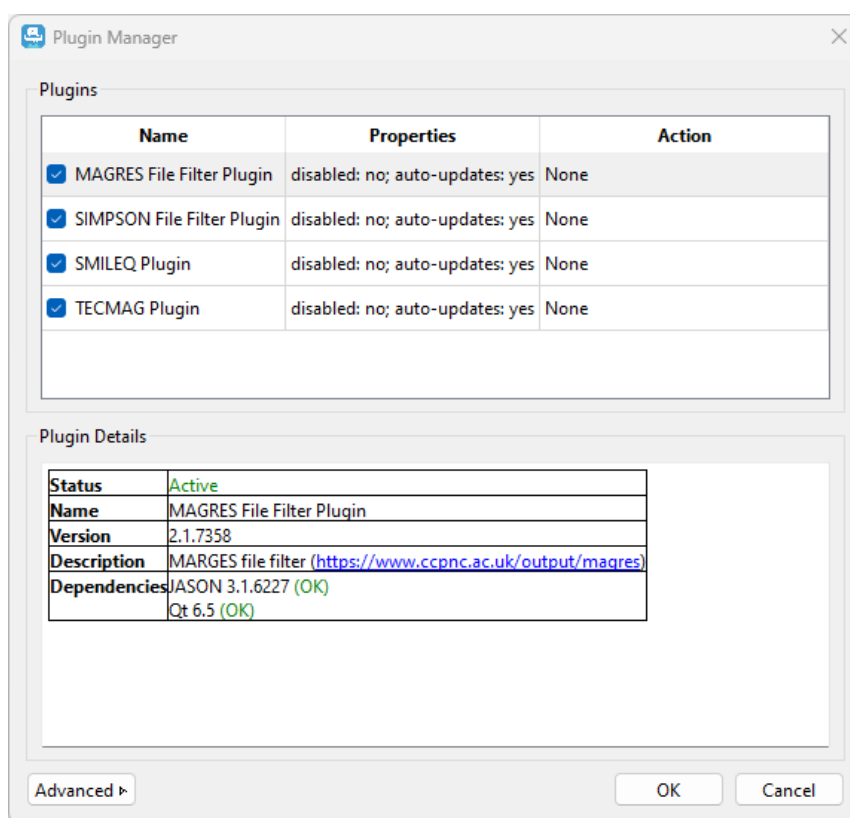 Plugin Manager
Plugins
Name Properties Action
MAGRES File Filter Plugin disabled: no; auto-updates: yes None
SIMPSON File Filter Plugin disabled: no; auto-updates: yes None
SMILEQ Plugin disabled: no; auto-updates: yes None
TECMAG Plugin disabled: no; auto-updates: yes None
Plugin Details
Status Active
Name MAGRES File Filter Plugin
Version 2.1.7358
Description MARGES file filter (https://www.ccpnc.ac.uk/output/magres)
Dependencies JASON 3.1.6227 (OK)
Qt 6.5 (OK)
Advanced OK Cancel